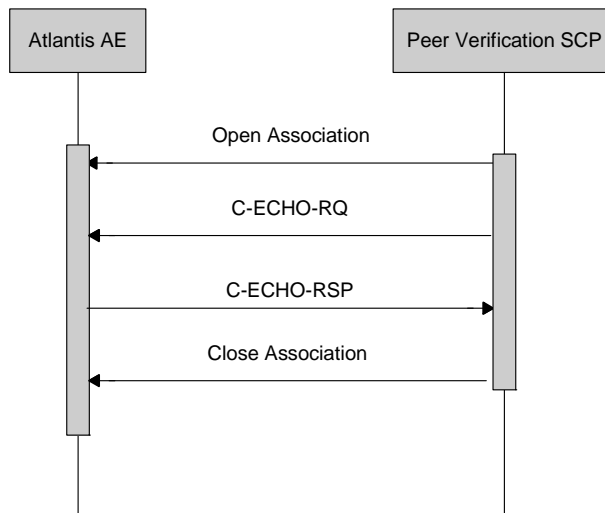 Atlantis AE
Peer Verification SCP
Open Association
C-ECHO-RQ
C-ECHO-RSP
Close Association